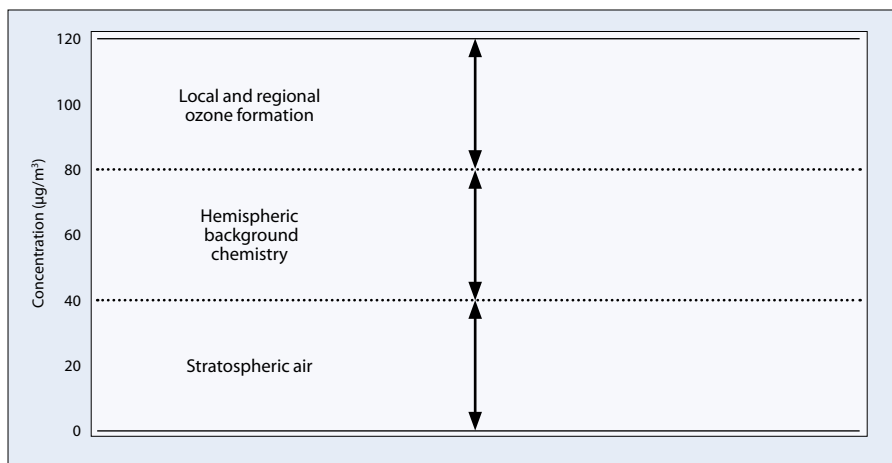 120
Local and regional
ozone formation
100
80
Hemispheric
background
chemistry
60
40
Stratospheric air
20
0
Concentration (µg/m³)